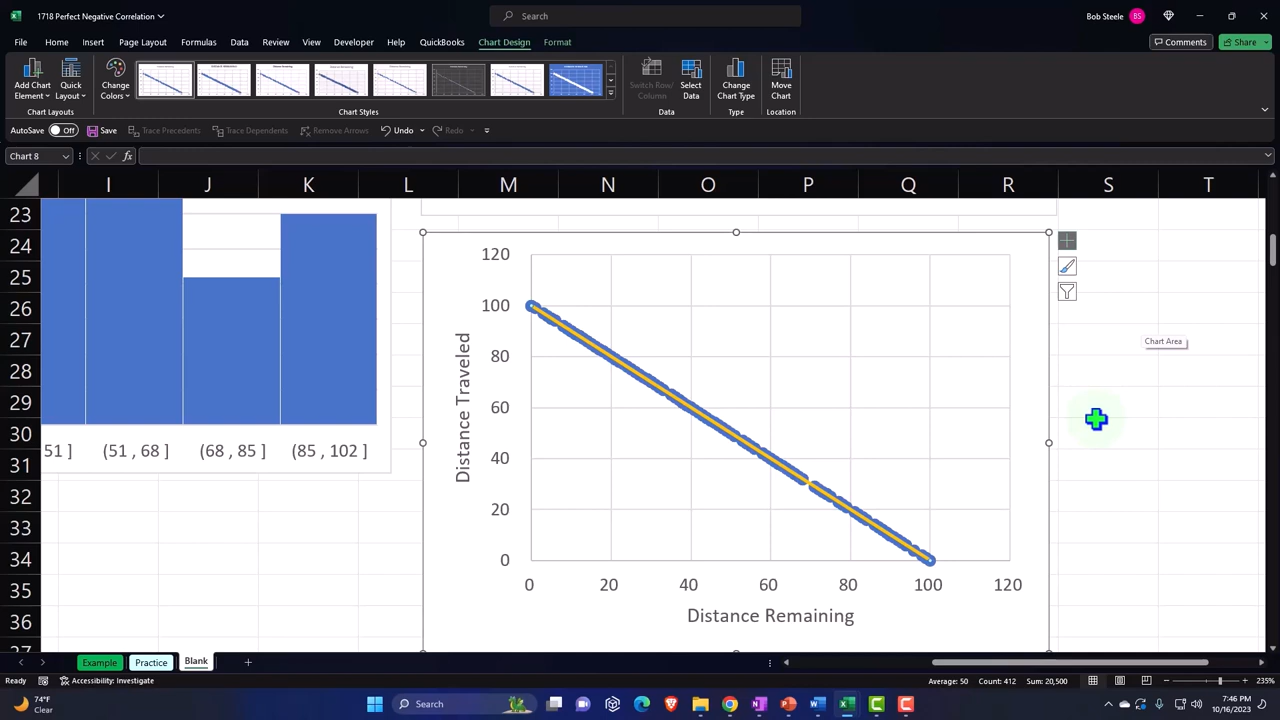 1718 Perfect Negative Correlation
Search
Bob Steele
BS
File Home Insert Page Layout Formulas Data Review View Developer Help QuickBooks Chart Design Format
Comments
Share
Add Chart Element
Quick Layout
Change Colors
Switch Row/ Column
Select Data
Change Chart Type
Move Chart
Chart Layouts
Chart Styles
Data
Type
Location
AutoSave Off Save Trace Precedents Trace Dependents Remove Arrows Undo Redo
Chart 8
fx
I J K L M N O P Q R S T
23
24
25
26
27
28
29
30
31
32
33
34
35
36
37
51 ] (51 , 68 ] (68 , 85 ] (85 , 102 ]
120
100
80
60
40
20
0
Distance Traveled
0 20 40 60 80 100 120
Distance Remaining
Chart Area
Example Practice Blank
Ready
Accessibility: Investigate
Average: 50 Count: 412 Sum: 20,500
235%
74°F
Clear
Search
7:46 PM
10/16/2023